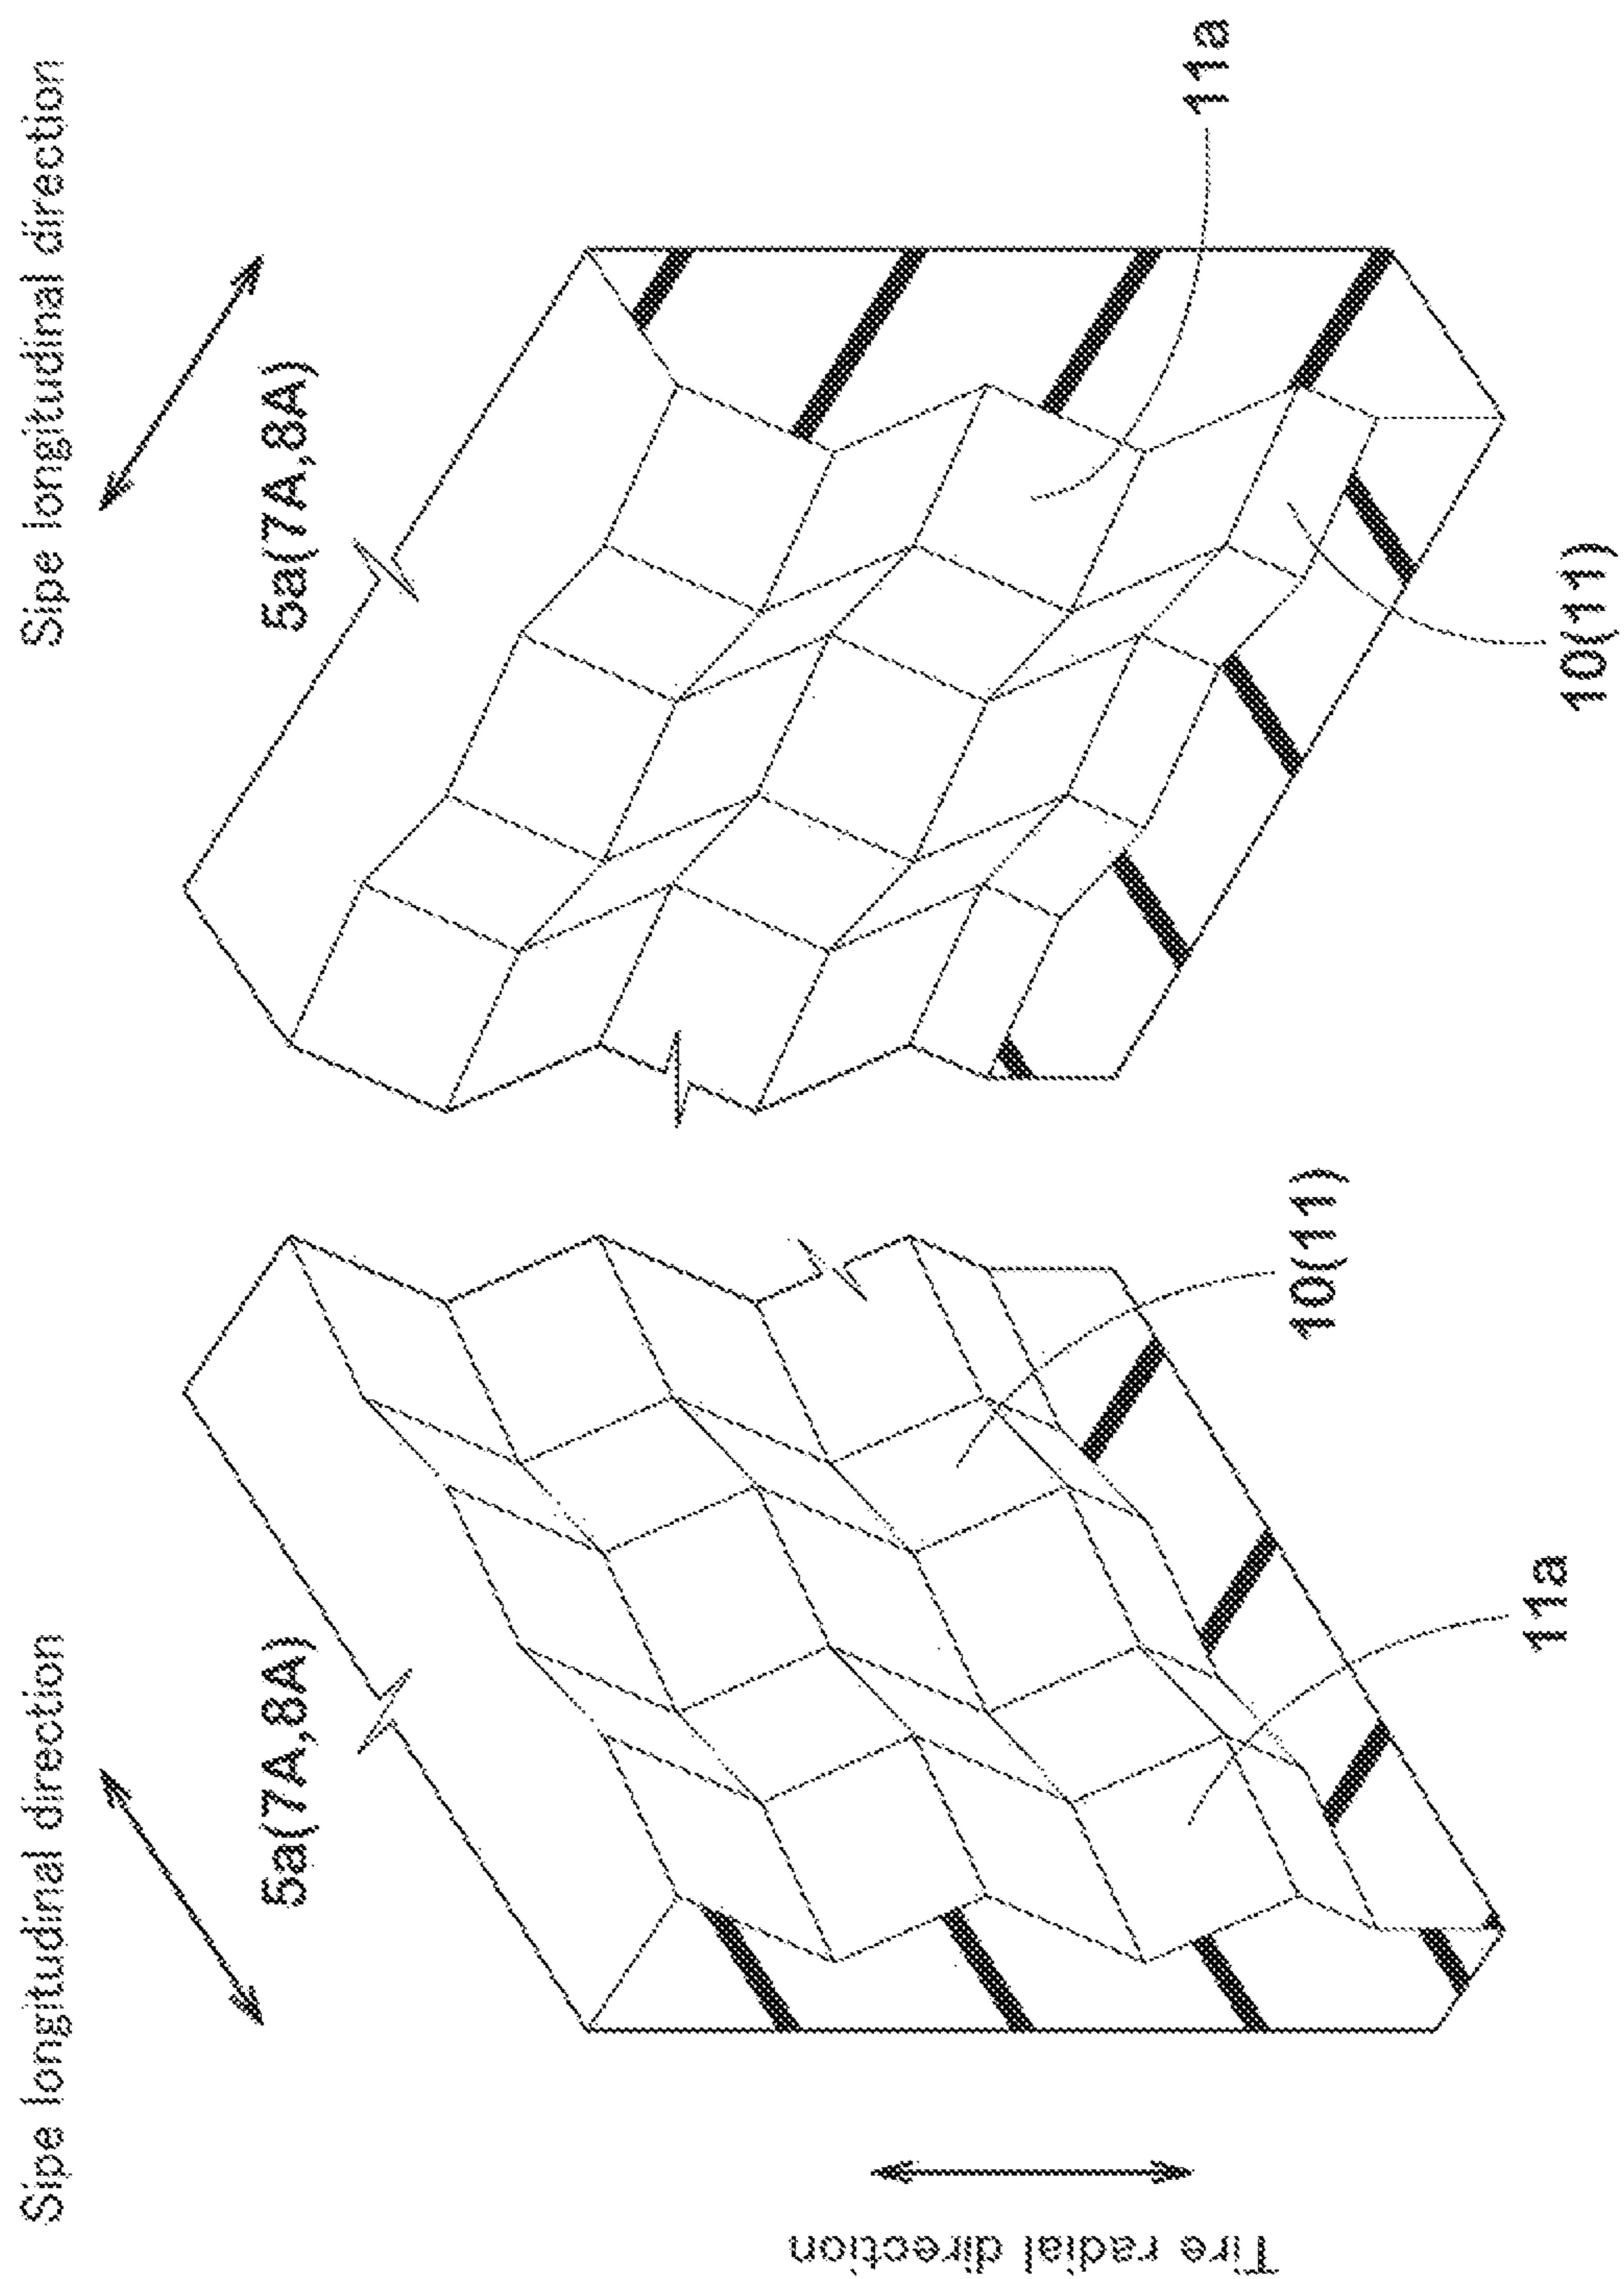 Sipe longitudinal direction
5a(7A,8A)
10(11)
11a
Tire radial direction
Sipe longitudinal direction
5a(7A,8A)
11a
10(11)